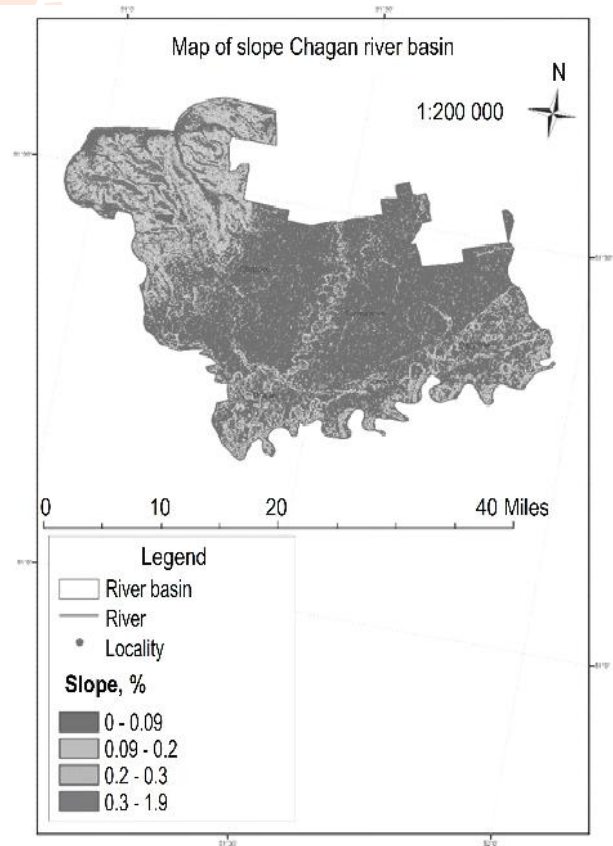 Map of slope Chagan river basin
N
1:200 000
0 10 20 40 Miles
Legend
River basin
River
Locality
Slope, %
0 - 0.09
0.09 - 0.2
0.2 - 0.3
0.3 - 1.9